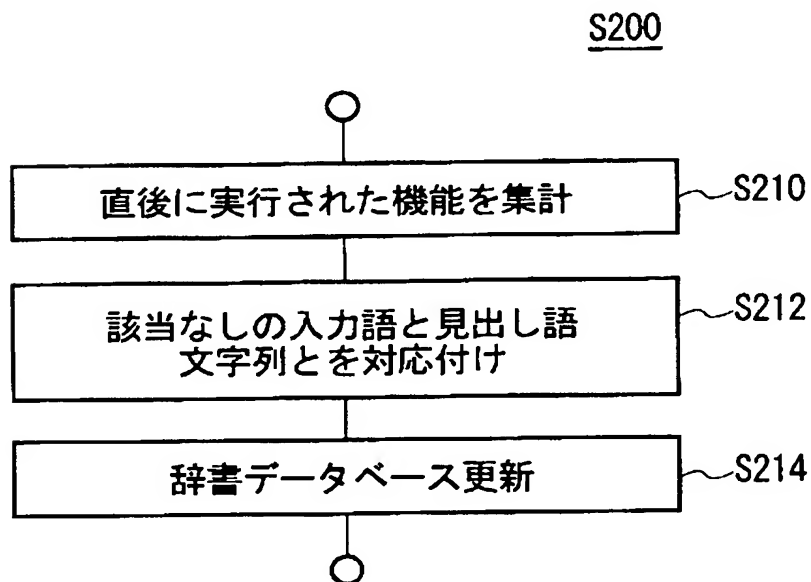 S200
直後に実行された機能を集計
S210
該当なしの入力語と見出し語
文字列とを対応付け
S212
辞書データベース更新
S214